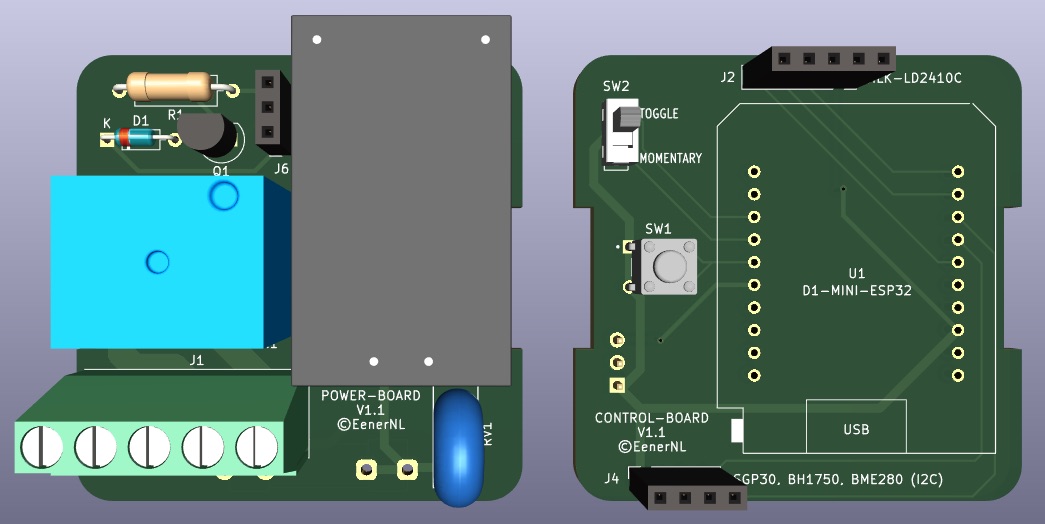 R1
K
D1
Q1
J6
J1
POWER-BOARD
V1.1
©EenerNL
RV1
J2
-LD2410C
SW2
TOGGLE
MOMENTARY
SW1
U1
D1-MINI-ESP32
CONTROL-BOARD
V1.1
©EenerNL
USB
J4
SGP30, BH1750, BME280 (I2C)